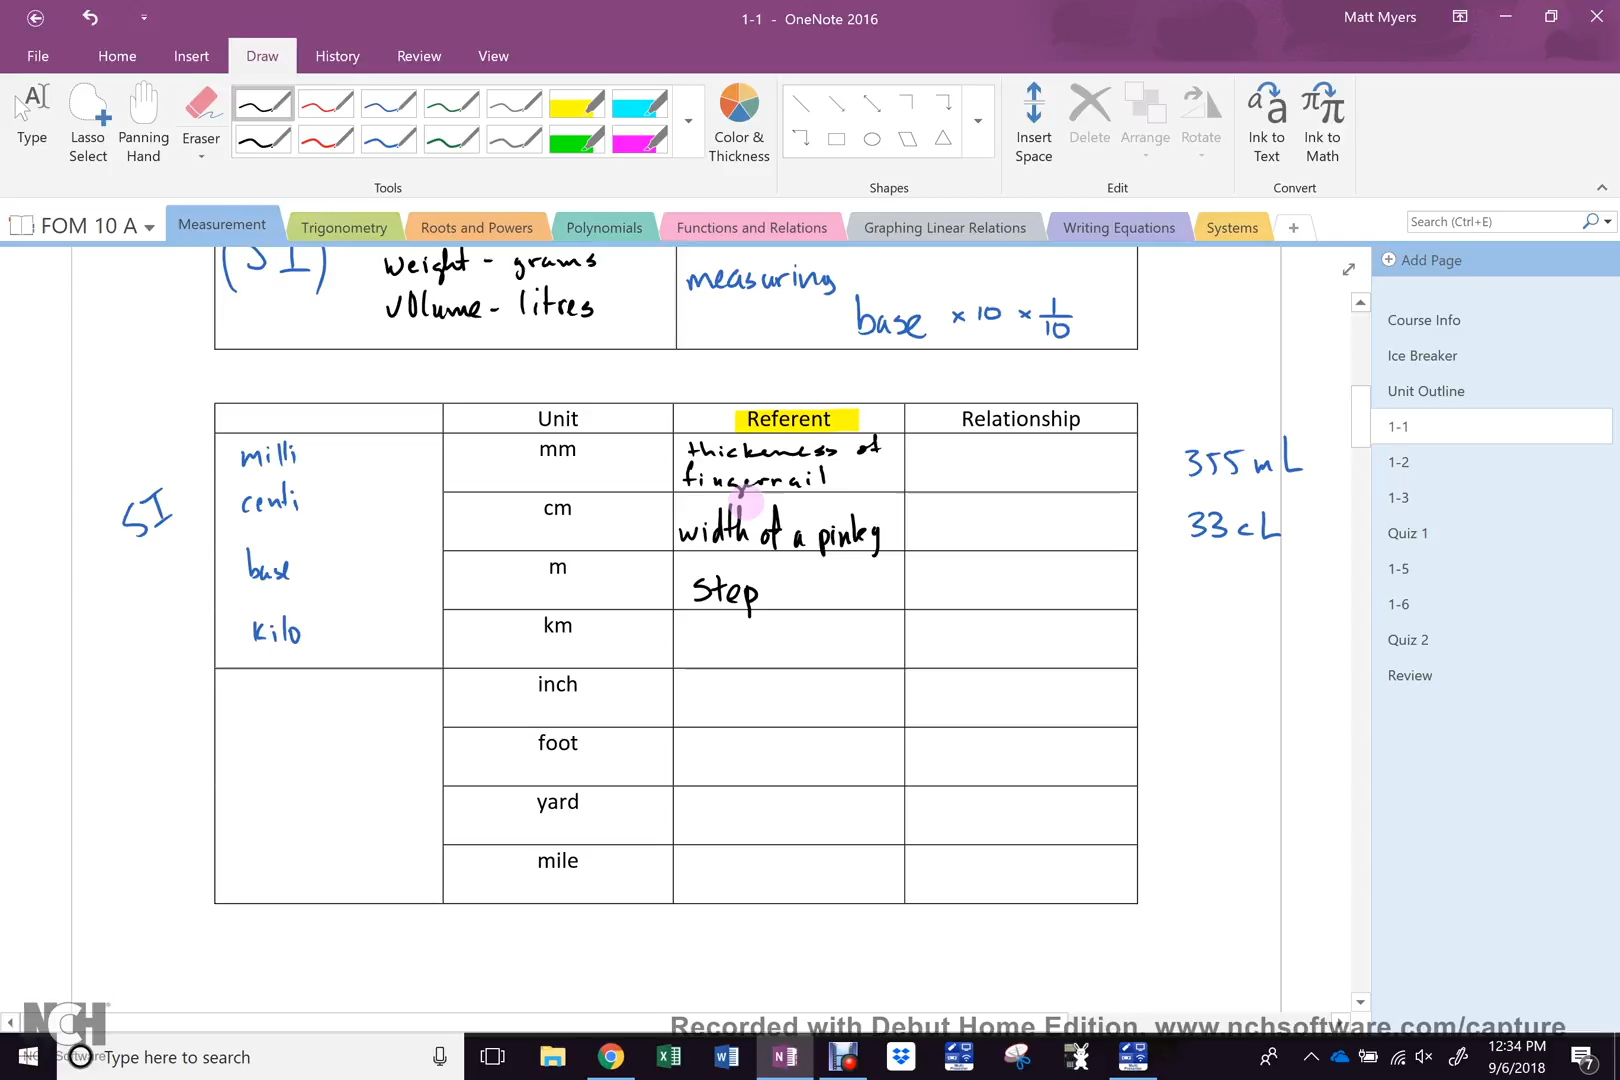 1-1 - OneNote 2016
Matt Myers
File Home Insert Draw History Review View
Type
Lasso Select
Panning Hand
Eraser
Color & Thickness
Insert Space
Delete
Arrange
Rotate
Ink to Text
Ink to Math
Tools
Shapes
Edit
Convert
FOM 10 A
Measurement
Trigonometry
Roots and Powers
Polynomials
Functions and Relations
Graphing Linear Relations
Writing Equations
Systems
Search (Ctrl+E)
Add Page
Course Info
Ice Breaker
Unit Outline
1-1
1-2
1-3
Quiz 1
1-5
1-6
Quiz 2
Review
(SI)
weight - grams
volume - litres
measuring
base × 10 × 1/10
Unit Referent Relationship
milli
mm
thickeness of
fingernail
355 mL
SI
centi
cm
width of a pinky
33 cL
base
m
step
kilo
km
inch
foot
yard
mile
NCH
NCH Software
Recorded with Debut Home Edition, www.nchsoftware.com/capture
Type here to search
12:34 PM
9/6/2018
7